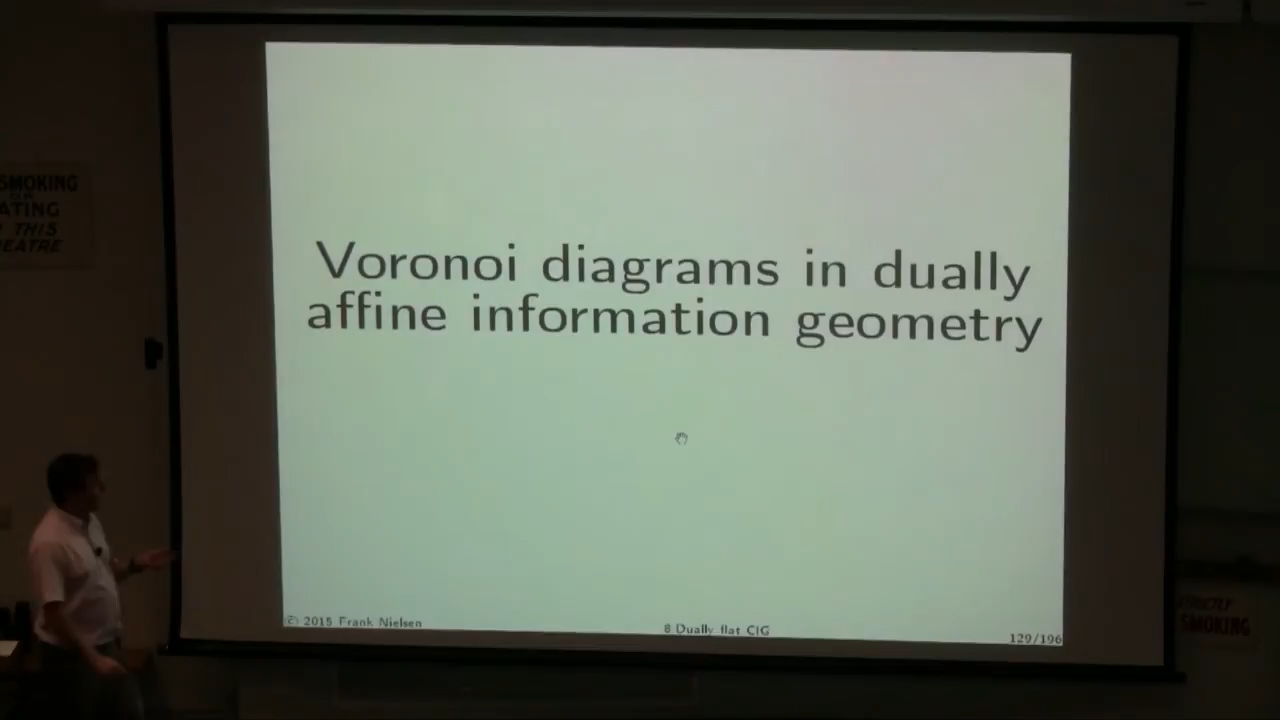 SMOKING
OR
ATING
THIS
EATRE
Voronoi diagrams in dually
affine information geometry
© 2015 Frank Nielsen
8 Dually flat CIG
129/196
SMOKING